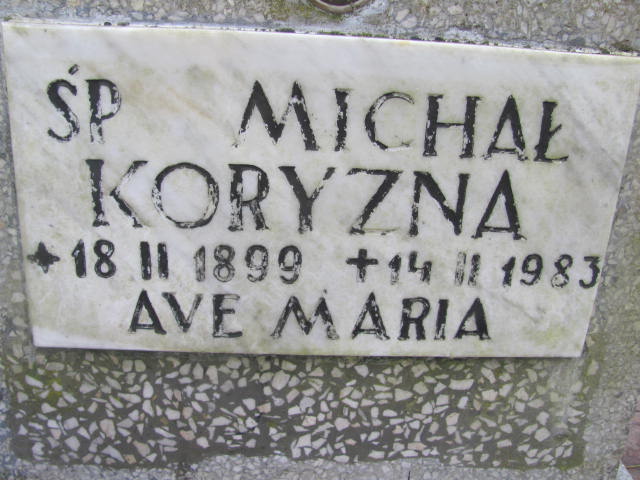 ŚP MICHAŁ
KORYZNA
18 II 1899 +14 II 1983
AVE MARIA